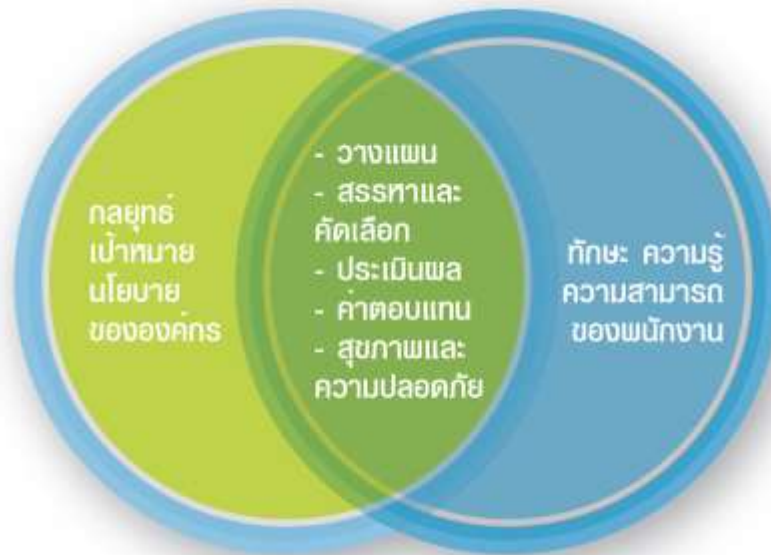 กลยุทธ์
เป้าหมาย
นโยบาย
ขององค์กร
- วางแผน
- สรรหาและ
คัดเลือก
- ประเมินผล
- ค่าตอบแทน
- สุขภาพและ
ความปลอดภัย
ทักษะ ความรู้
ความสามารถ
ของพนักงาน